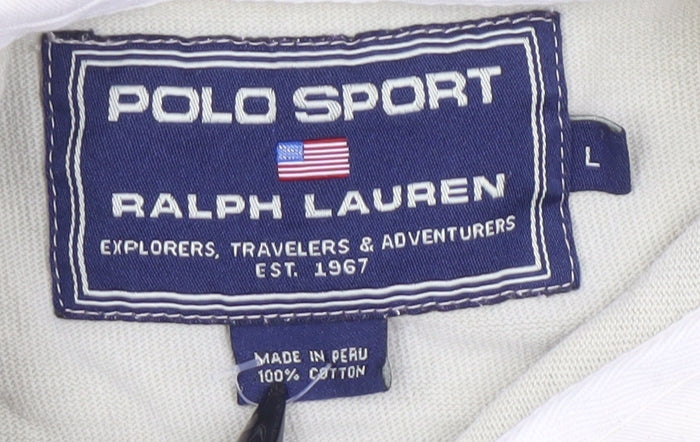 POLO SPORT
RALPH LAUREN
EXPLORERS, TRAVELERS & ADVENTURERS
EST. 1967
L
MADE IN PERU
100% COTTON